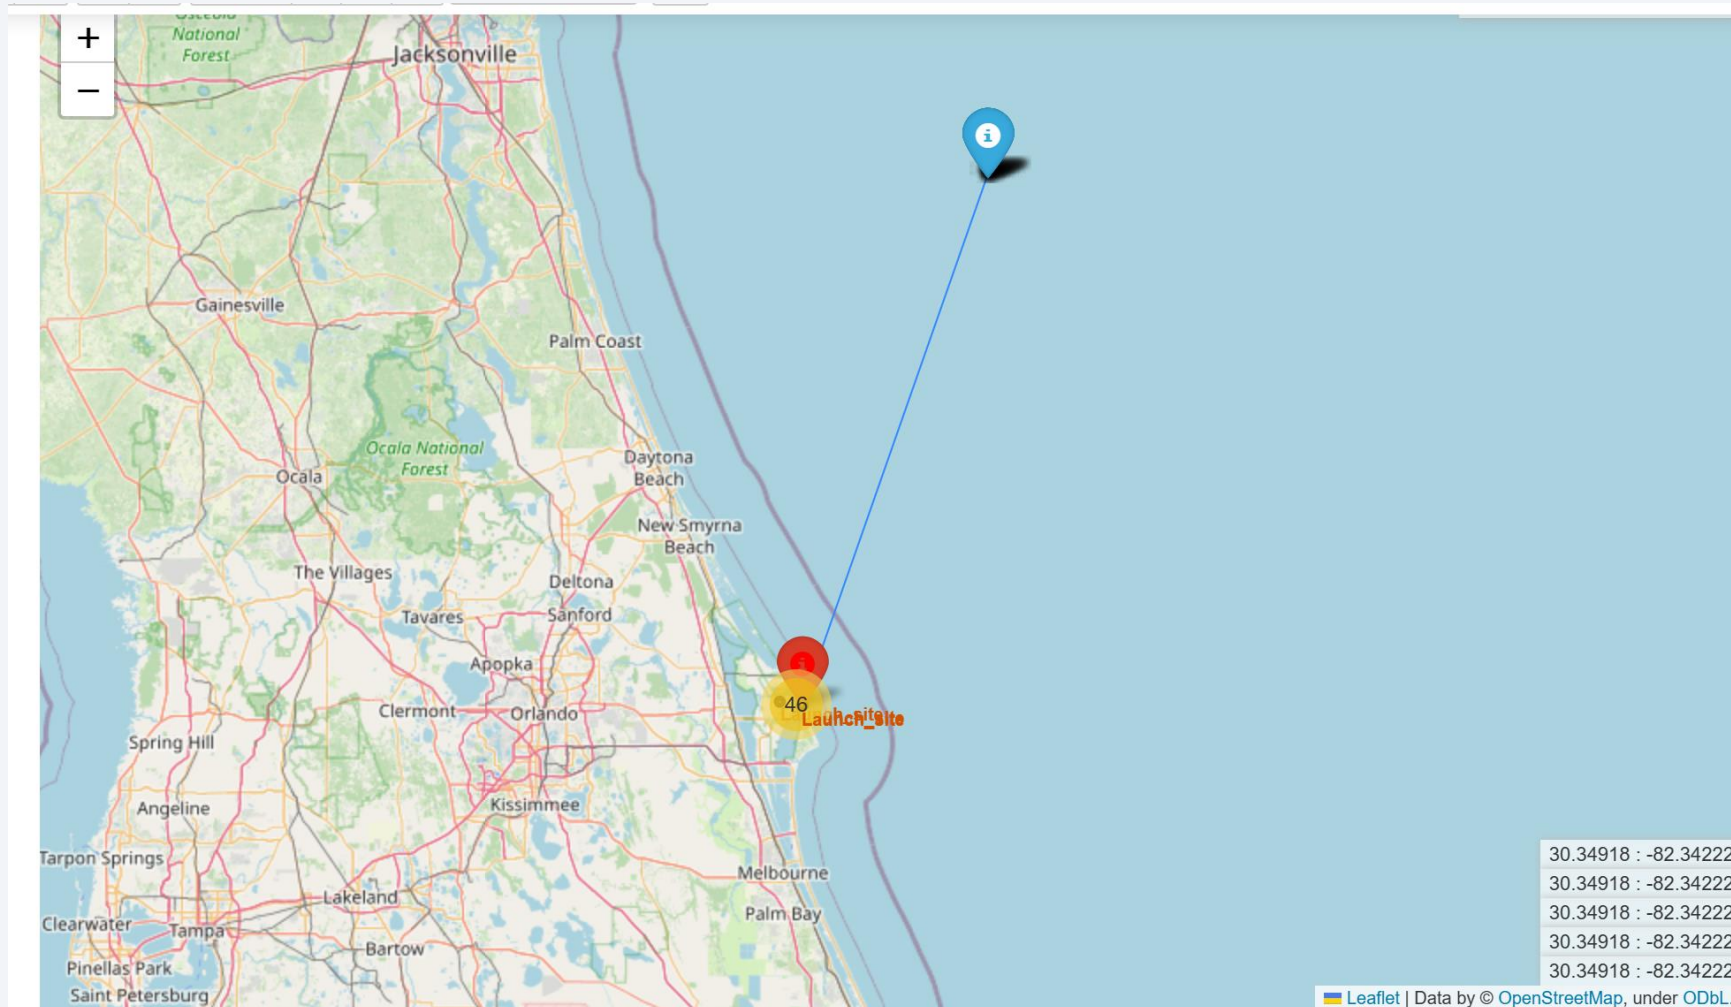 Osceola
National
Forest
+
−
Jacksonville
Gainesville
Palm Coast
Ocala National
Forest
Daytona
Beach
Ocala
New Smyrna
Beach
The Villages
Deltona
Tavares
Sanford
Apopka
46
Clermont
Orlando
Launch_site
Spring Hill
Kissimmee
Angeline
Tarpon Springs
Melbourne
Lakeland
Palm Bay
Clearwater
Tampa
Bartow
Pinellas Park
Saint Petersburg
30.34918 : -82.34222
30.34918 : -82.34222
30.34918 : -82.34222
30.34918 : -82.34222
30.34918 : -82.34222
Leaflet | Data by © OpenStreetMap, under ODbL.